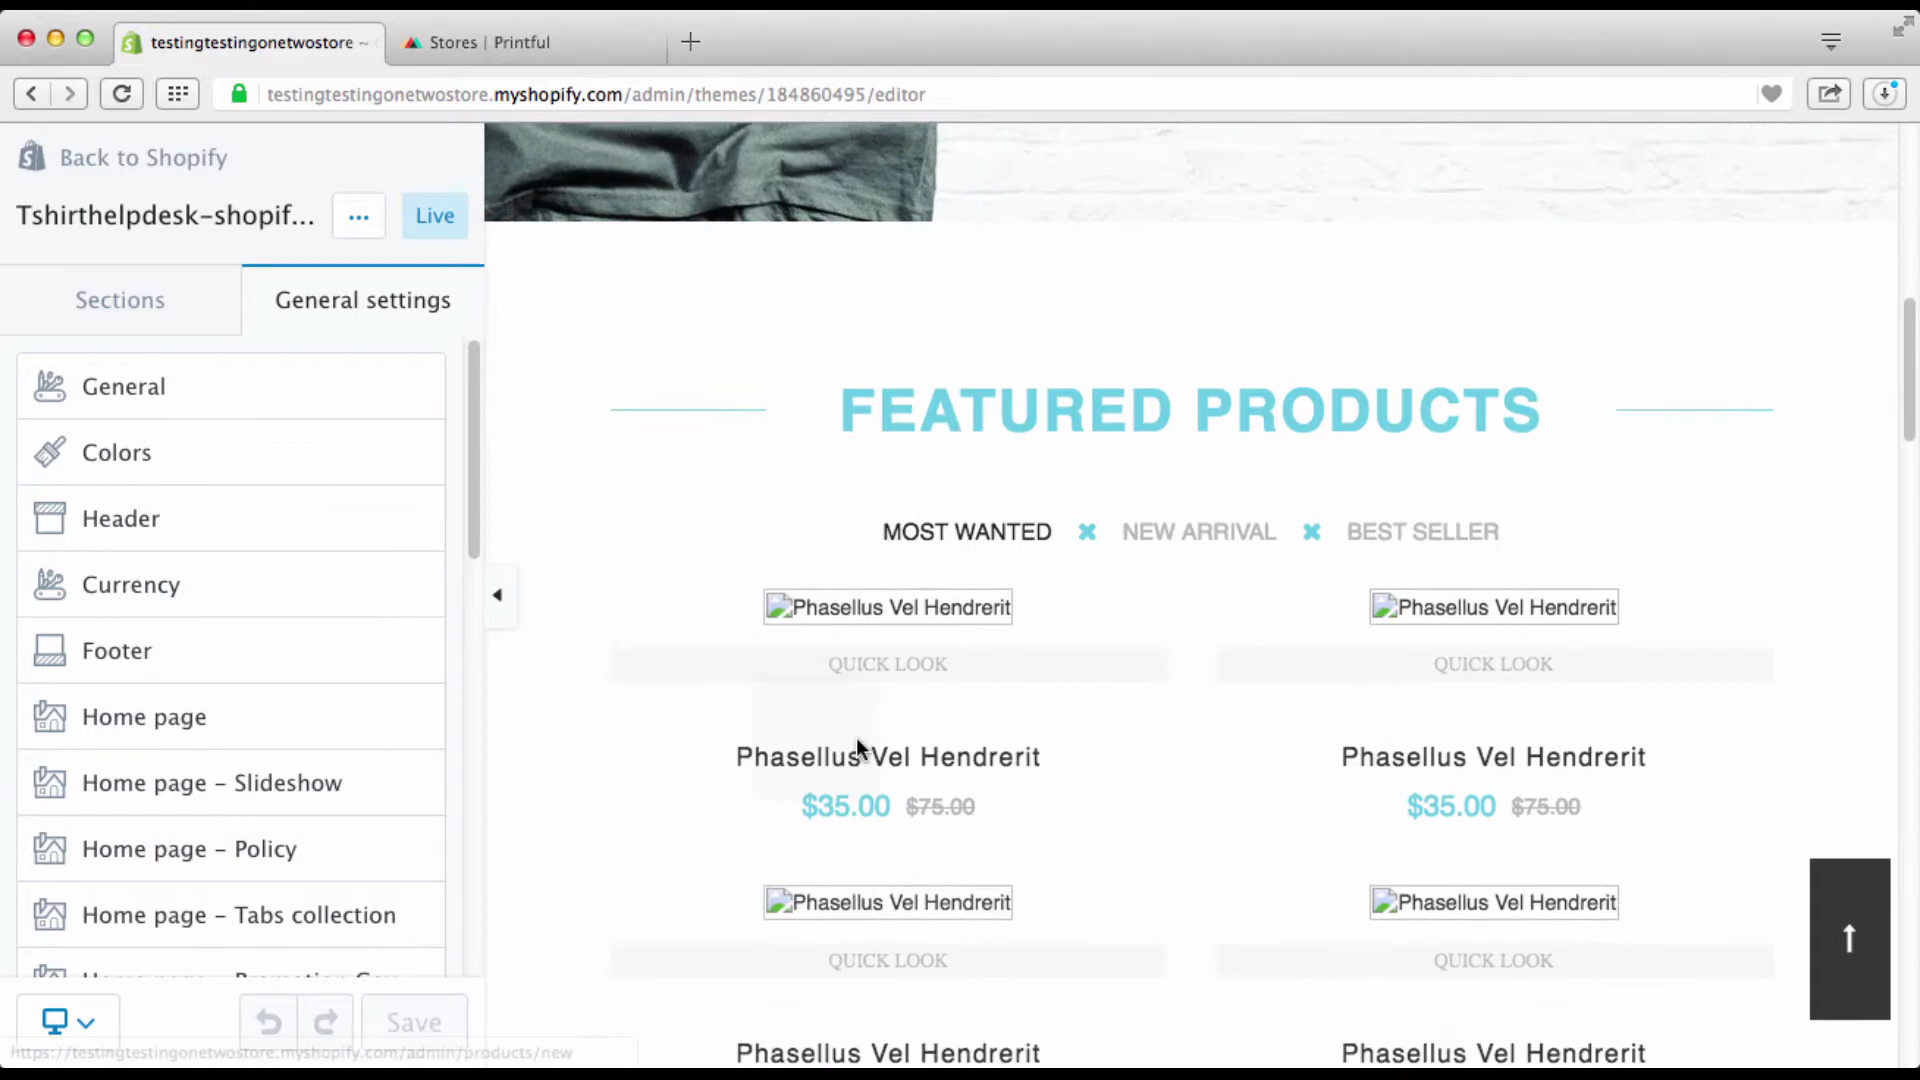 testingtestingonetwostore ~
Stores | Printful
testingtestingonetwostore.myshopify.com/admin/themes/184860495/editor
Back to Shopify
Tshirthelpdesk-shopif...
Live
Sections
General settings
General
Colors
Header
Currency
Footer
Home page
Home page - Slideshow
Home page - Policy
Home page - Tabs collection
Save
https://testingtestingonetwostore.myshopify.com/admin/products/new
FEATURED PRODUCTS
MOST WANTED
NEW ARRIVAL
BEST SELLER
Phasellus Vel Hendrerit
Phasellus Vel Hendrerit
QUICK LOOK
QUICK LOOK
Phasellus Vel Hendrerit
Phasellus Vel Hendrerit
$35.00 $75.00
$35.00 $75.00
Phasellus Vel Hendrerit
Phasellus Vel Hendrerit
QUICK LOOK
QUICK LOOK
Phasellus Vel Hendrerit
Phasellus Vel Hendrerit